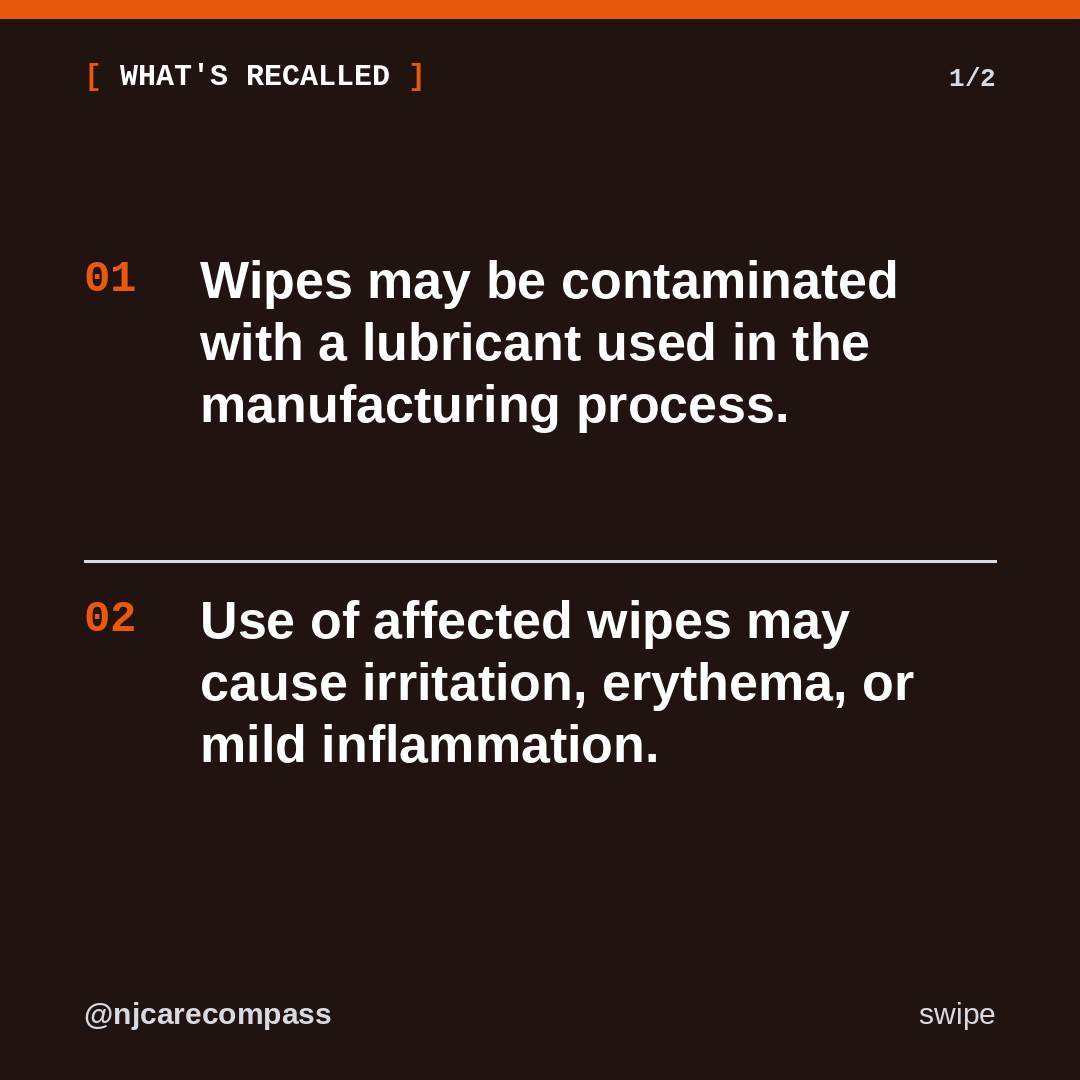 [ WHAT'S RECALLED ]
1/2
01
Wipes may be contaminated
with a lubricant used in the
manufacturing process.
02
Use of affected wipes may
cause irritation, erythema, or
mild inflammation.
@njcarecompass
swipe